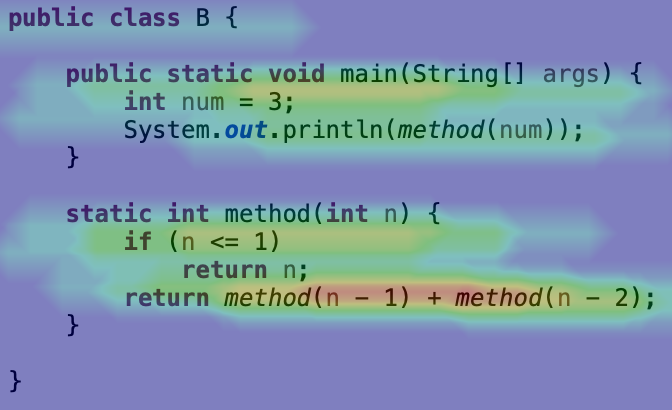 public class B {
public static void main(String[] args) {
int num = 3;
System.out.println(method(num));
}
static int method(int n) {
if (n <= 1)
return n;
return method(n - 1) + method(n - 2);
}
}